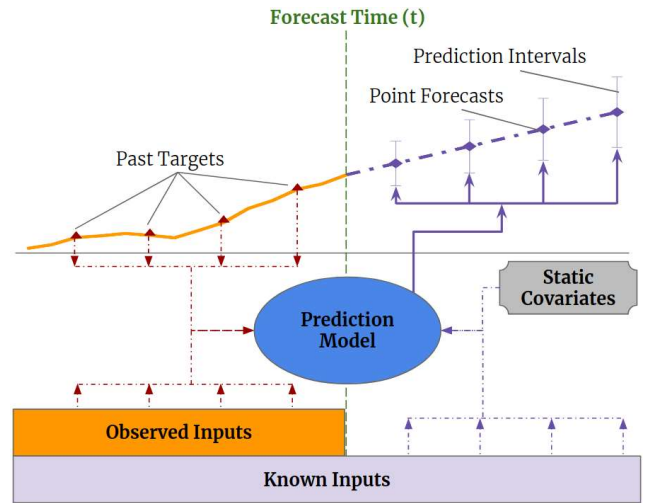 Forecast Time (t)
Prediction Intervals
Point Forecasts
Past Targets
Static
Covariates
Prediction
Model
Observed Inputs
Known Inputs